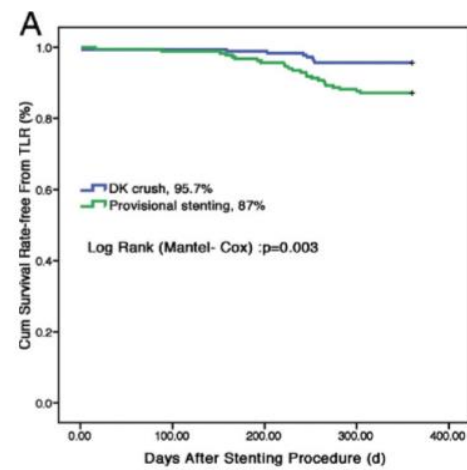 A
Cum Survival Rate-free From TLR (%)
1.0
0.8
0.6
0.4
0.2
0.0
DK crush, 95.7%
Provisional stenting, 87%
Log Rank (Mantel- Cox) :p=0.003
0.00 100.00 200.00 300.00 400.00
Days After Stenting Procedure (d)